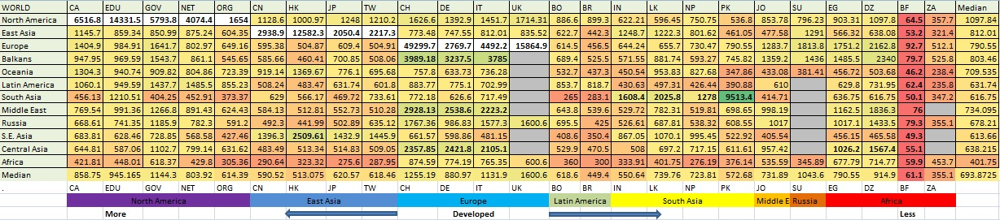 WORLD CA EDU GOV NET ORG CN HK JP TW CH DE IT UK BO BR IN LK NP PK JO RU EG DZ BF ZA Median
North America 6516.8 14331.5 5793.8 4074.4 1654 1128.6 1000.97 1248 1210.2 1626.6 1392.9 1451.7 1714.31 886.6 899.3 622.21 596.45 750.75 536.8 853.78 796.23 903.31 1097.8 64.5 357.7 1097.84
East Asia 1145.7 859.34 850.99 875.24 604.35 2938.9 12582.3 2050.4 2217.3 773.48 747.55 812.01 835.52 622.7 442.3 1248.7 1222.3 801.62 461.05 477.58 1291 566.32 638.08 53.2 321.4 812.01
Europe 1404.9 984.91 1641.7 802.97 649.16 595.38 504.87 609.4 504.91 49299.7 2769.7 4492.2 15864.9 614.5 456.5 644.24 655.7 730.47 790.55 1283.7 1813.8 1751.2 2162.8 92.7 512.1 790.55
Balkans 947.95 969.59 1543.7 861.1 545.65 585.66 460.41 700.85 508.06 3989.18 3237.5 3785 689.4 525.5 571.55 881.74 593.27 745.82 1359.2 1436 1485.5 2340 79.7 525.8 803.46
Oceania 1304.3 940.74 909.82 804.86 723.39 919.14 1369.67 776.1 695.68 757.8 633.73 736.28 532.7 437.3 450.54 953.83 827.68 347.86 433.08 381.41 456.72 503.68 46.2 238.4 709.535
Latin America 1060.1 949.59 1437.7 1485.5 855.23 508.24 483.47 631.74 601.8 883.77 775.1 702.99 853.7 818.7 430.63 497.31 426.44 390.88 610 629.8 731.95 62.4 235.8 631.74
South Asia 456.13 1210.51 404.25 452.91 373.37 629 566.17 469.72 733.61 772.18 626.6 717.49 265 283.1 1608.4 2025.8 1278 9513.4 414.71 636.75 616.75 50.1 347.2 616.75
Middle East 769.54 991.36 1266.8 891.43 624.43 584.13 512.81 552.73 510.28 2928.13 2538.6 2223.2 643.8 539.6 529.72 782.31 519.81 698.65 998.19 1162.5 1836.3 76 734.095
Russia 668.61 741.35 1185.9 782.3 591.2 492.3 441.99 502.89 635.12 1767.36 986.83 1577.3 1600.6 695.5 425 526.61 687.81 538.32 608.55 1017 1017.1 1433.5 79.3 355.1 678.21
S.E. Asia 683.81 628.46 728.85 568.58 427.46 1396.3 2509.61 1432.9 1445.9 661.57 598.86 481.15 408.6 350.4 867.05 1070.1 995.45 522.92 405.54 456.15 465.58 49.3 613.66
Central Asia 644.81 587.06 1102.7 799.14 631.62 483.49 513.34 514.83 509.05 2357.85 2421.8 2105.1 529.9 470.5 508 697.2 717.15 611.61 957.42 1026.2 1567.4 55.1 638.215
Africa 421.81 448.01 618.37 429.8 305.36 290.64 323.32 275.6 287.95 874.59 774.19 765.35 600.6 360 300 333.91 401.75 276.19 376.14 535.59 345.89 677.79 714.77 59.9 453.7 401.75
Median 858.75 945.165 1144.3 803.92 614.39 590.52 513.075 620.57 618.46 1255.19 880.97 1131.9 1600.6 618.6 449.4 550.64 739.76 723.81 572.68 731.89 1043.6 790.55 914.9 61.1 355.1 693.8725
. CA EDU GOV NET ORG CN HK JP TW CH DE IT UK BO BR IN LK NP PK JO RU EG DZ BF ZA
North America East Asia Europe Latin America South Asia Middle E Russia Africa
More Developed Less